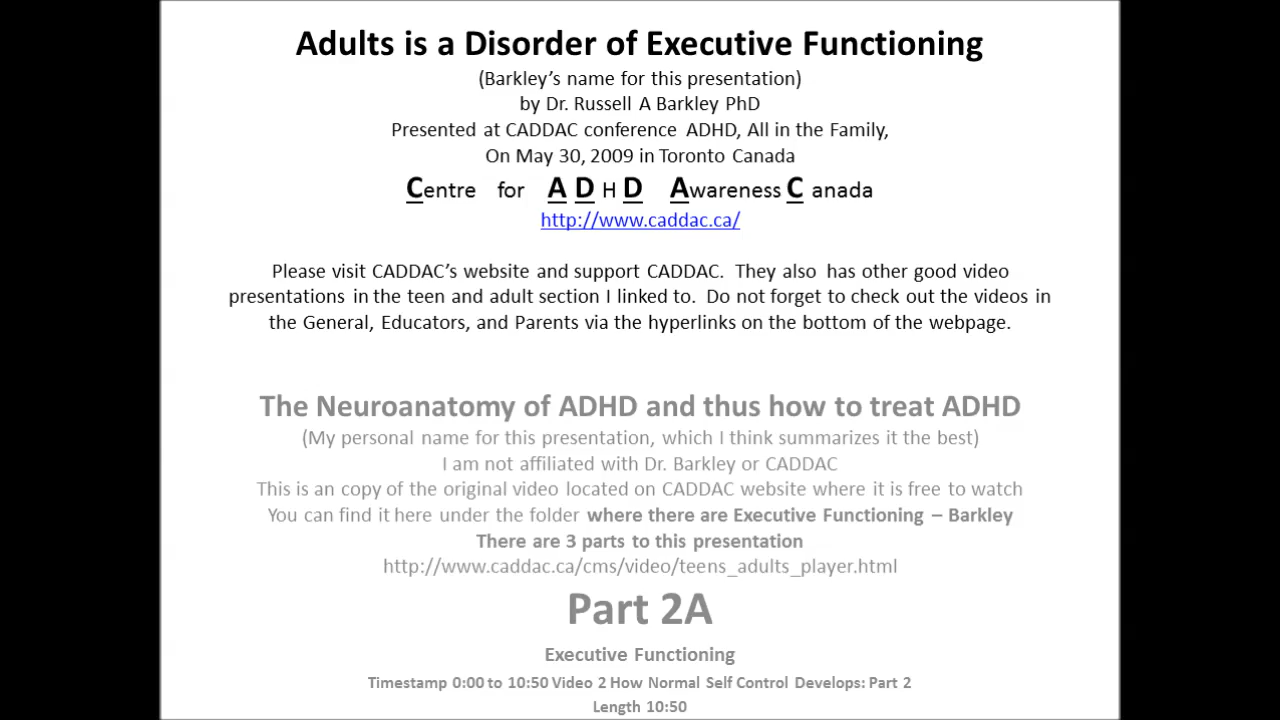 Adults is a Disorder of Executive Functioning
(Barkley's name for this presentation)
by Dr. Russell A Barkley PhD
Presented at CADDAC conference ADHD, All in the Family,
On May 30, 2009 in Toronto Canada
Centre for A D H D Awareness C anada
http://www.caddac.ca/
Please visit CADDAC's website and support CADDAC. They also has other good video
presentations in the teen and adult section I linked to. Do not forget to check out the videos in
the General, Educators, and Parents via the hyperlinks on the bottom of the webpage.
The Neuroanatomy of ADHD and thus how to treat ADHD
(My personal name for this presentation, which I think summarizes it the best)
I am not affiliated with Dr. Barkley or CADDAC
This is an copy of the original video located on CADDAC website where it is free to watch
You can find it here under the folder where there are Executive Functioning – Barkley
There are 3 parts to this presentation
http://www.caddac.ca/cms/video/teens_adults_player.html
Part 2A
Executive Functioning
Timestamp 0:00 to 10:50 Video 2 How Normal Self Control Develops: Part 2
Length 10:50